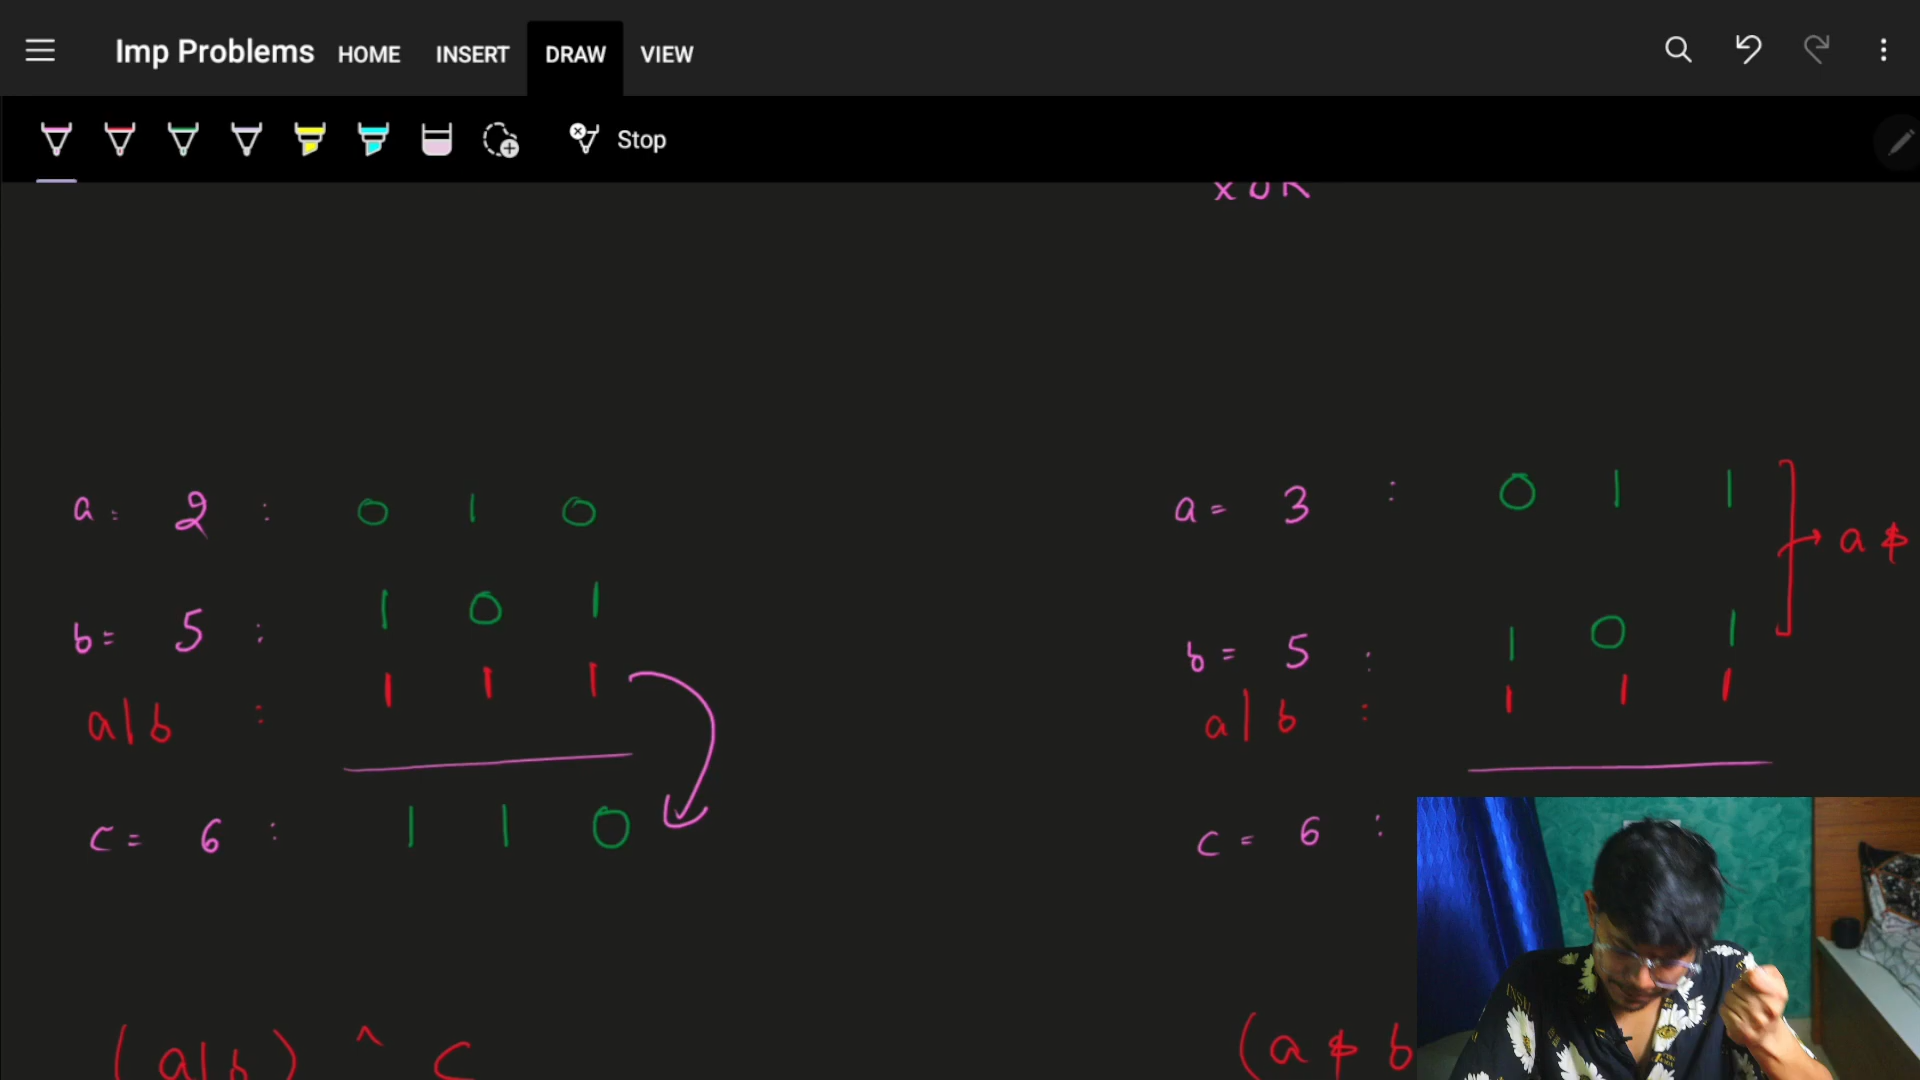 Imp Problems HOME INSERT DRAW VIEW
Stop
XOR
a = 2 : 0 1 0
b = 5 : 1 0 1
a|b : 1 1 1
c = 6 : 1 1 0
(a|b) ^ c
a = 3 : 0 1 1
a &
b = 5 : 1 0 1
a|b : 1 1 1
c = 6 :
(a & b